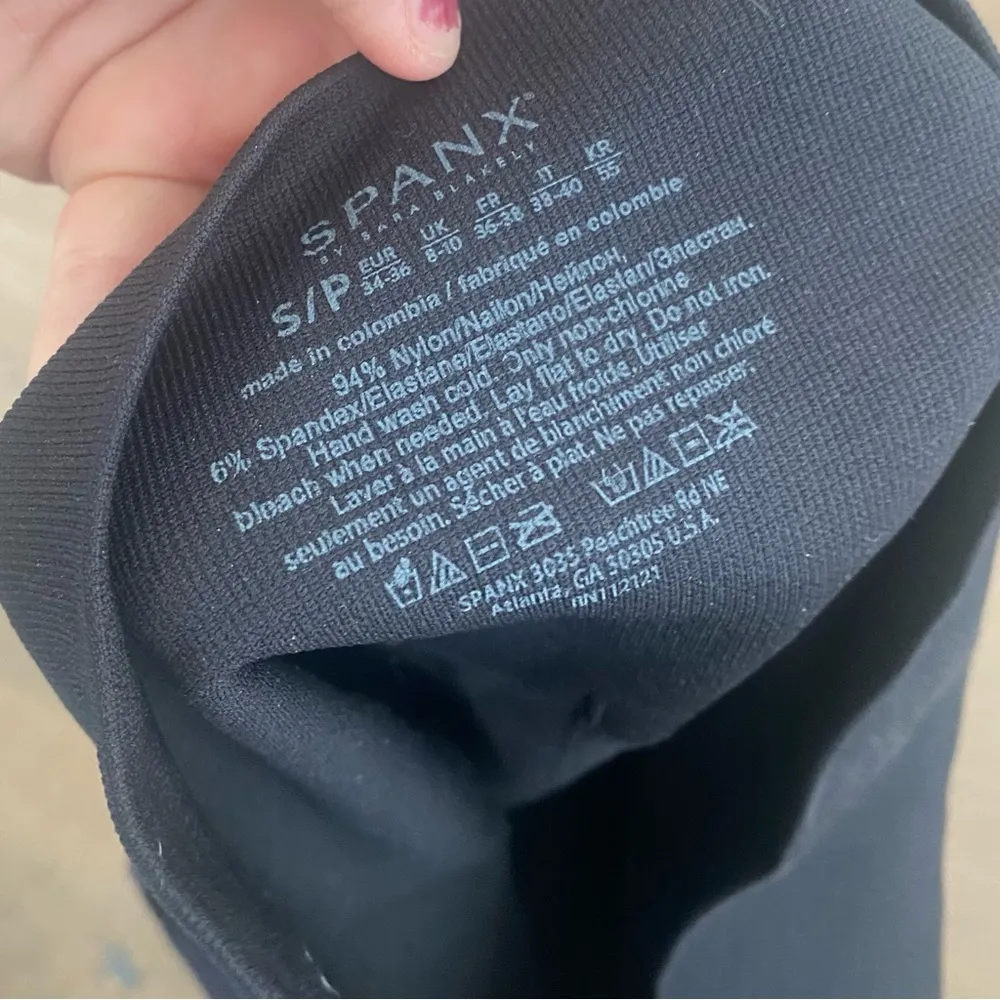 SPANX®
BY SARA BLAKELY
S/P EUR 34-36 UK 8-10 FR 36-38 IT 38-40 KR 55
made in colombia / fabriqué en colombie
94% Nylon/Nailon/Нейлон,
6% Spandex/Elastane/Elastano/Elastan/Эластан.
Hand wash cold. Only non-chlorine
bleach when needed. Lay flat to dry. Do not iron.
Laver à la main à l'eau froide. Utiliser
seulement un agent de blanchiment non chloré
au besoin. Sécher à plat. Ne pas repasser.
SPANX 3035 Peachtree Rd NE
Atlanta, GA 30305 U.S.A.
RN112121